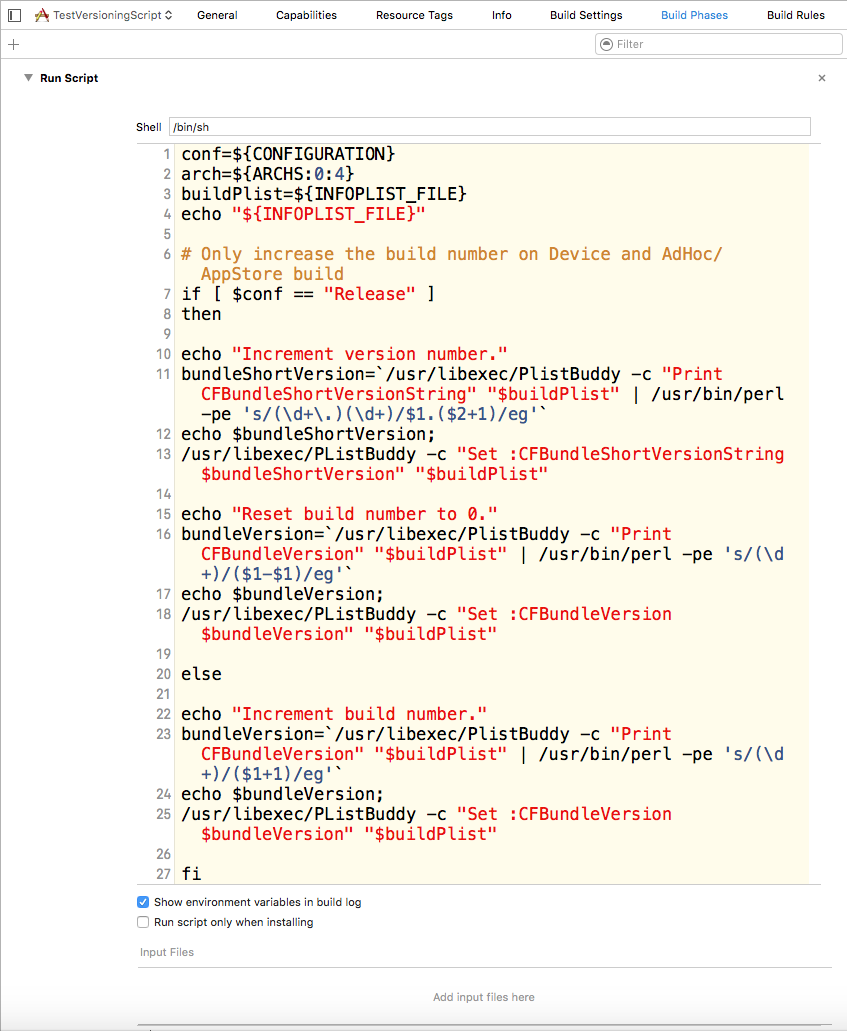 TestVersioningScript General Capabilities Resource Tags Info Build Settings Build Phases Build Rules
Filter
Run Script
Shell /bin/sh
1 conf=${CONFIGURATION}
2 arch=${ARCHS:0:4}
3 buildPlist=${INFOPLIST_FILE}
4 echo "${INFOPLIST_FILE}"
5
6 # Only increase the build number on Device and AdHoc/
AppStore build
7 if [ $conf == "Release" ]
8 then
9
10 echo "Increment version number."
11 bundleShortVersion=`/usr/libexec/PlistBuddy -c "Print
CFBundleShortVersionString" "$buildPlist" | /usr/bin/perl
-pe 's/(\d+\.)(\d+)/$1.($2+1)/eg'`
12 echo $bundleShortVersion;
13 /usr/libexec/PListBuddy -c "Set :CFBundleShortVersionString
$bundleShortVersion" "$buildPlist"
14
15 echo "Reset build number to 0."
16 bundleVersion=`/usr/libexec/PlistBuddy -c "Print
CFBundleVersion" "$buildPlist" | /usr/bin/perl -pe 's/(\d
+)/($1-$1)/eg'`
17 echo $bundleVersion;
18 /usr/libexec/PListBuddy -c "Set :CFBundleVersion
$bundleVersion" "$buildPlist"
19
20 else
21
22 echo "Increment build number."
23 bundleVersion=`/usr/libexec/PlistBuddy -c "Print
CFBundleVersion" "$buildPlist" | /usr/bin/perl -pe 's/(\d
+)/($1+1)/eg'`
24 echo $bundleVersion;
25 /usr/libexec/PListBuddy -c "Set :CFBundleVersion
$bundleVersion" "$buildPlist"
26
27 fi
Show environment variables in build log
Run script only when installing
Input Files
Add input files here